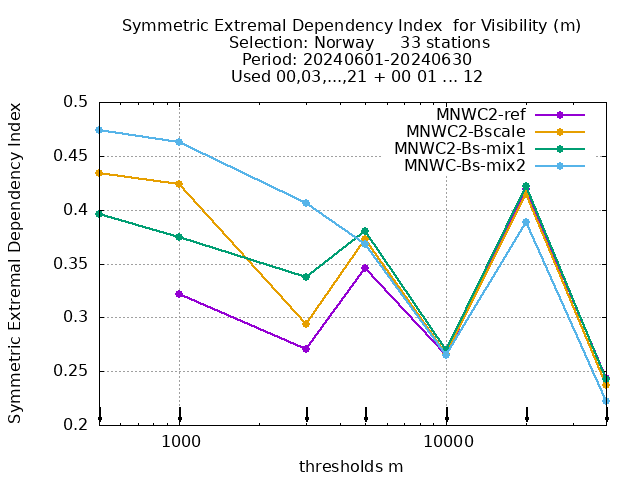 Symmetric Extremal Dependency Index  for Visibility (m)
Selection: Norway     33 stations
Period: 20240601-20240630
Used 00,03,...,21 + 00 01 ... 12
MNWC2-ref
MNWC2-Bscale
MNWC2-Bs-mix1
MNWC-Bs-mix2
Symmetric Extremal Dependency Index
0.5
0.45
0.4
0.35
0.3
0.25
0.2
1000
10000
thresholds m